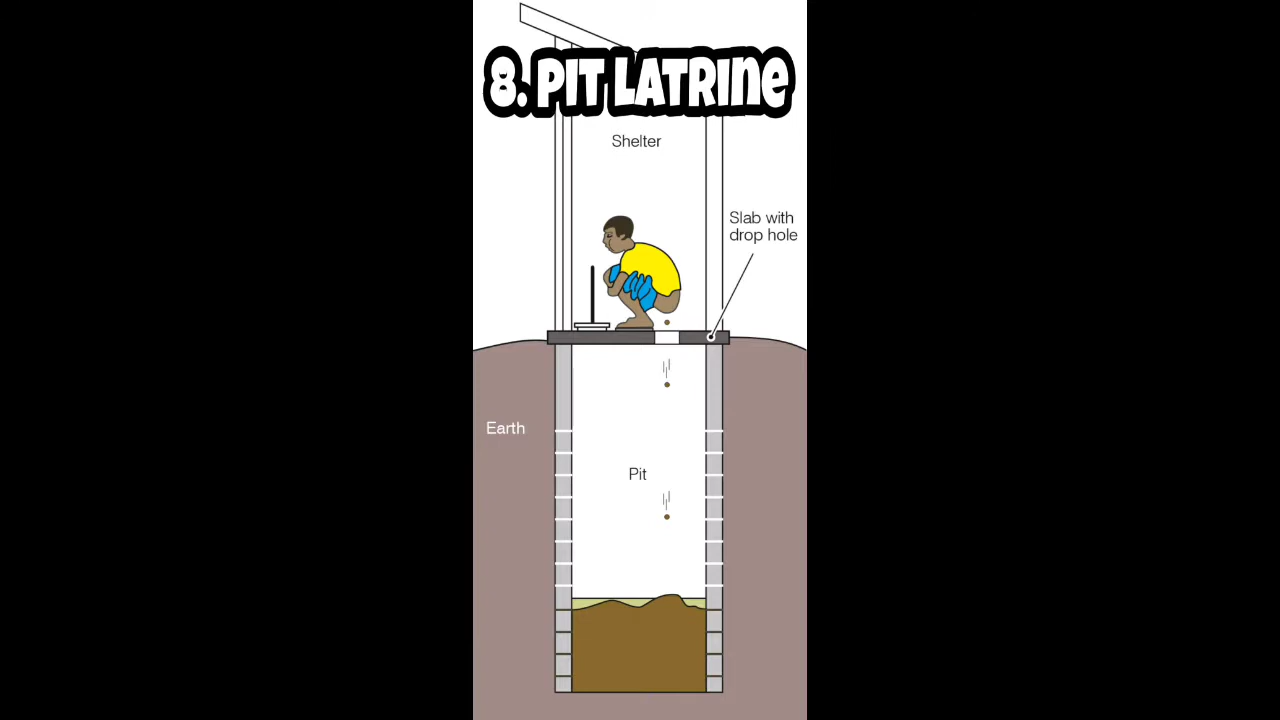 8. PIT LATRINE
Shelter
Slab with
drop hole
Earth
Pit